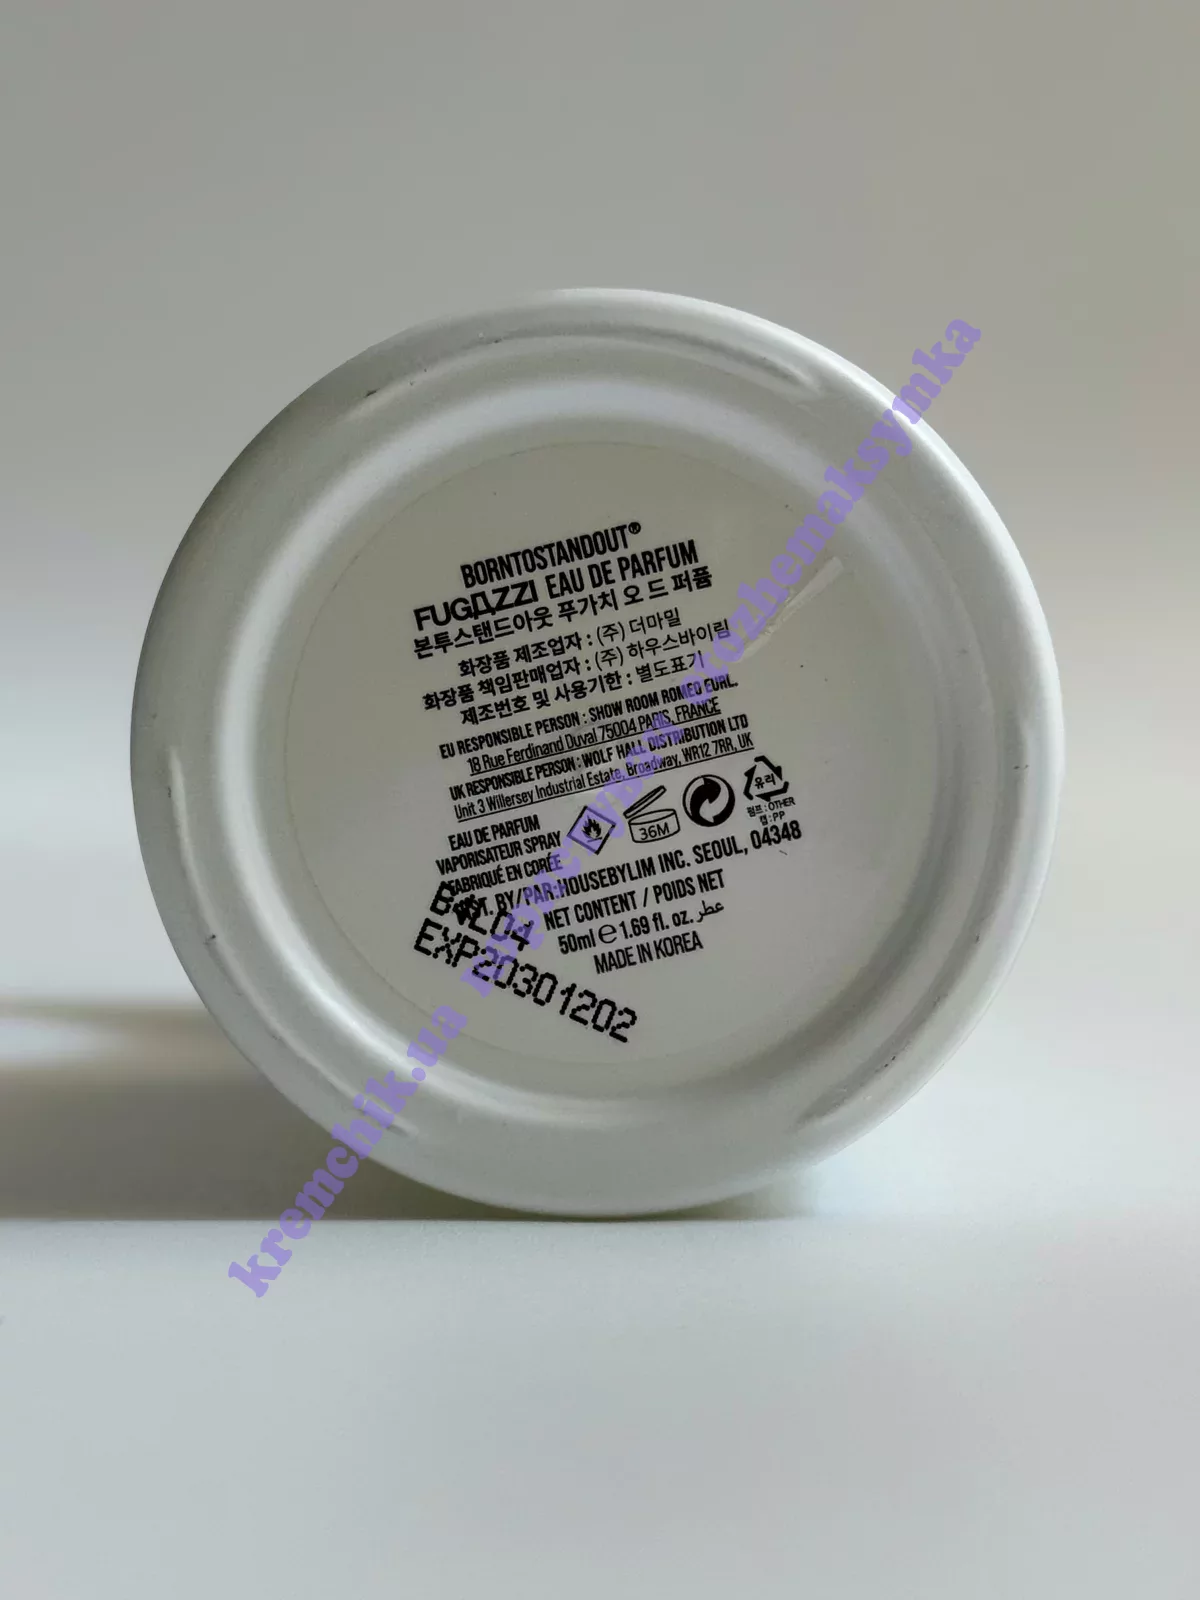 BORNTOSTANDOUT®
FUGAZZI EAU DE PARFUM
본투스탠드아웃 푸가치 오 드 퍼퓸
화장품 제조업자 : (주) 더마밀
화장품 책임판매업자 : (주) 하우스바이림
제조번호 및 사용기한 : 별도표기
EU RESPONSIBLE PERSON : SHOW ROOM ROMEO EURL.
18 Rue Ferdinand Duval 75004 PARIS, FRANCE
UK RESPONSIBLE PERSON : WOLF HALL DISTRIBUTION LTD
Unit 3 Willersey Industrial Estate, Broadway, WR12 7RR, UK
EAU DE PARFUM
VAPORISATEUR SPRAY
FABRIQUÉ EN CORÉE
36M
유리
펌프 : OTHER
캡 : PP
BY / PAR : HOUSEBYLIM INC. SEOUL, 04348
NET CONTENT / POIDS NET
50ml e 1.69 fl. oz. عطر
MADE IN KOREA
EXP20301202
kremchik.ua